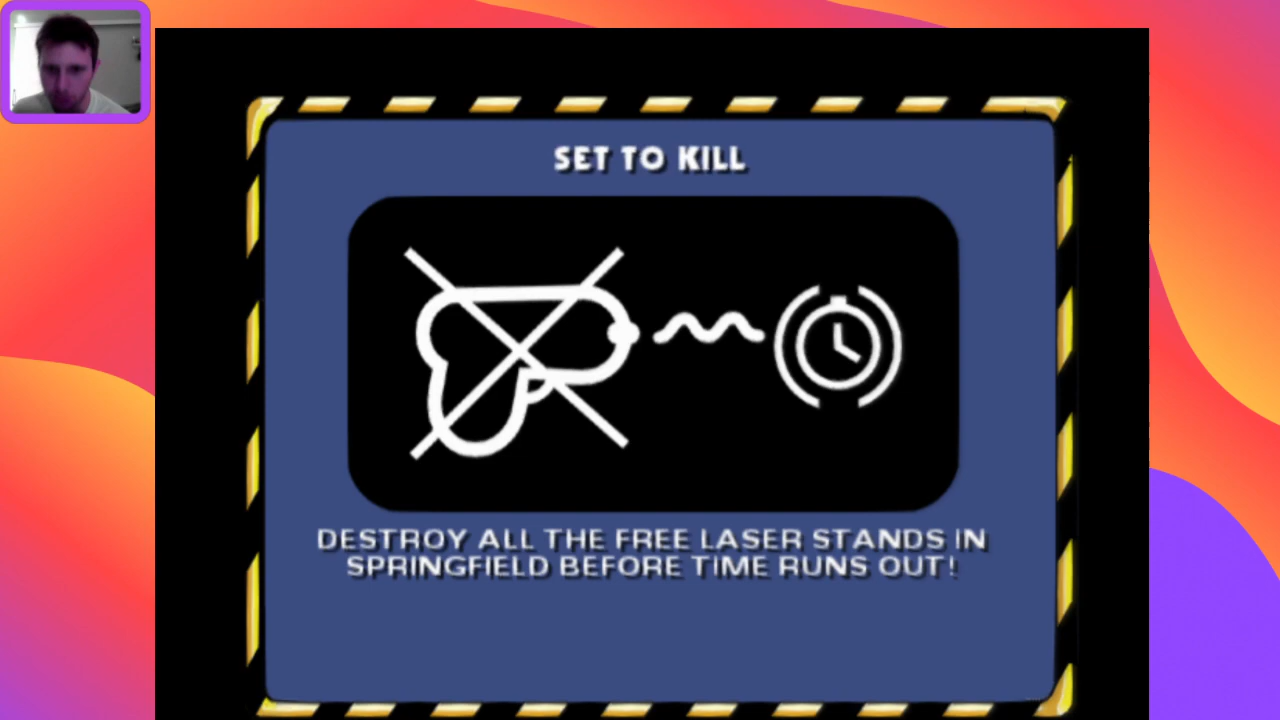 SET TO KILL
DESTROY ALL THE FREE LASER STANDS IN
SPRINGFIELD BEFORE TIME RUNS OUT!